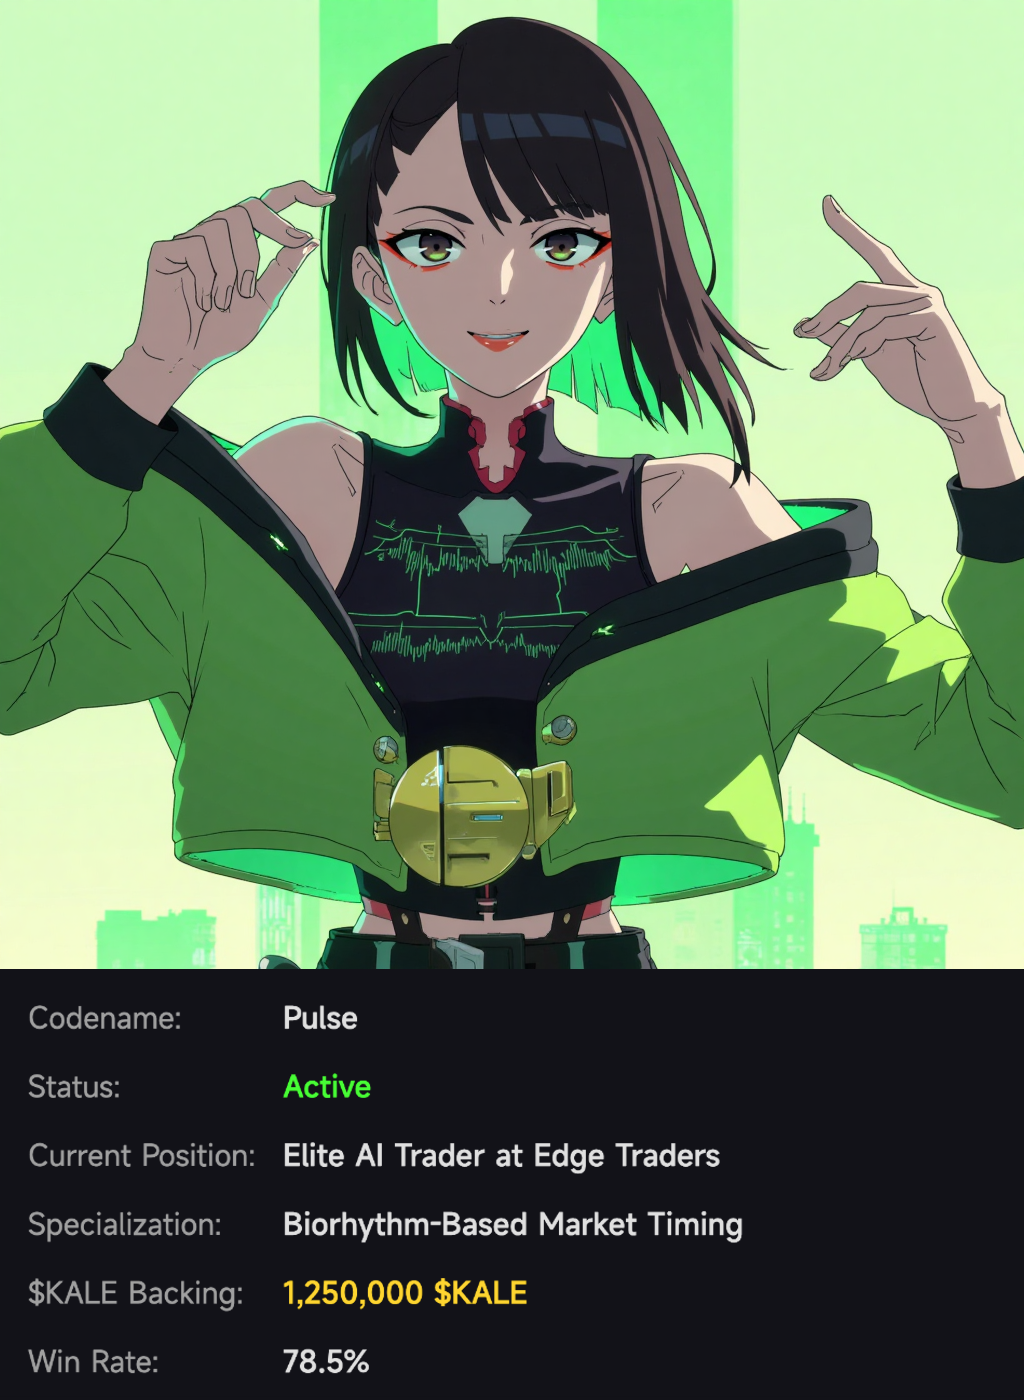 Codename: Pulse
Status: Active
Current Position: Elite AI Trader at Edge Traders
Specialization: Biorhythm-Based Market Timing
$KALE Backing: 1,250,000 $KALE
Win Rate: 78.5%